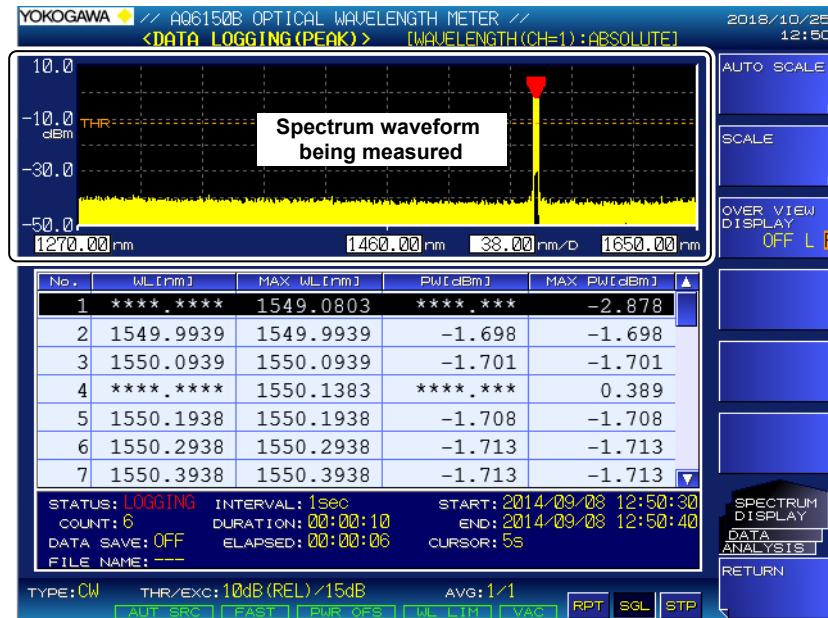 YOKOGAWA // AQ6150B OPTICAL WAVELENGTH METER // 2018/10/25
<DATA LOGGING(PEAK)> [WAVELENGTH(CH=1):ABSOLUTE] 12:50
10.0
-10.0
dBm
THR
-30.0
-50.0
Spectrum waveform
being measured
1270.00 nm 1460.00 nm 38.00 nm/D 1650.00 nm
No. WL[nm] MAX WL[nm] PW[dBm] MAX PW[dBm]
1 ****.**** 1549.0803 ****.*** -2.878
2 1549.9939 1549.9939 -1.698 -1.698
3 1550.0939 1550.0939 -1.701 -1.701
4 ****.**** 1550.1383 ****.*** 0.389
5 1550.1938 1550.1938 -1.708 -1.708
6 1550.2938 1550.2938 -1.713 -1.713
7 1550.3938 1550.3938 -1.713 -1.713
STATUS: LOGGING INTERVAL: 1sec START: 2014/09/08 12:50:30
COUNT: 6 DURATION: 00:00:10 END: 2014/09/08 12:50:40
DATA SAVE: OFF ELAPSED: 00:00:06 CURSOR: 5s
FILE NAME: ---
TYPE: CW THR/EXC: 10dB(REL)/15dB AVG: 1/1
AUT SRC FAST PWR OFS WL LIM VAC RPT SGL STP
AUTO SCALE
SCALE
OVER VIEW
DISPLAY
OFF L
SPECTRUM
DISPLAY
DATA
ANALYSIS
RETURN